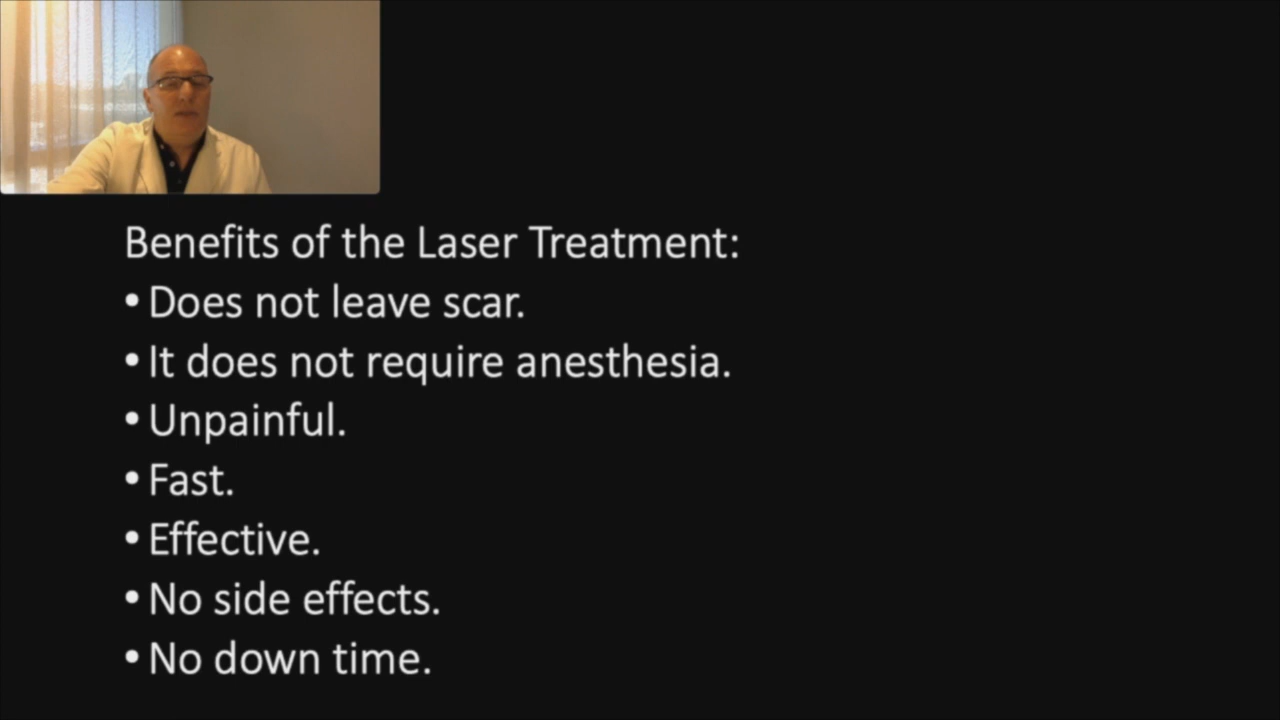 Benefits of the Laser Treatment:
• Does not leave scar.
• It does not require anesthesia.
• Unpainful.
• Fast.
• Effective.
• No side effects.
• No down time.